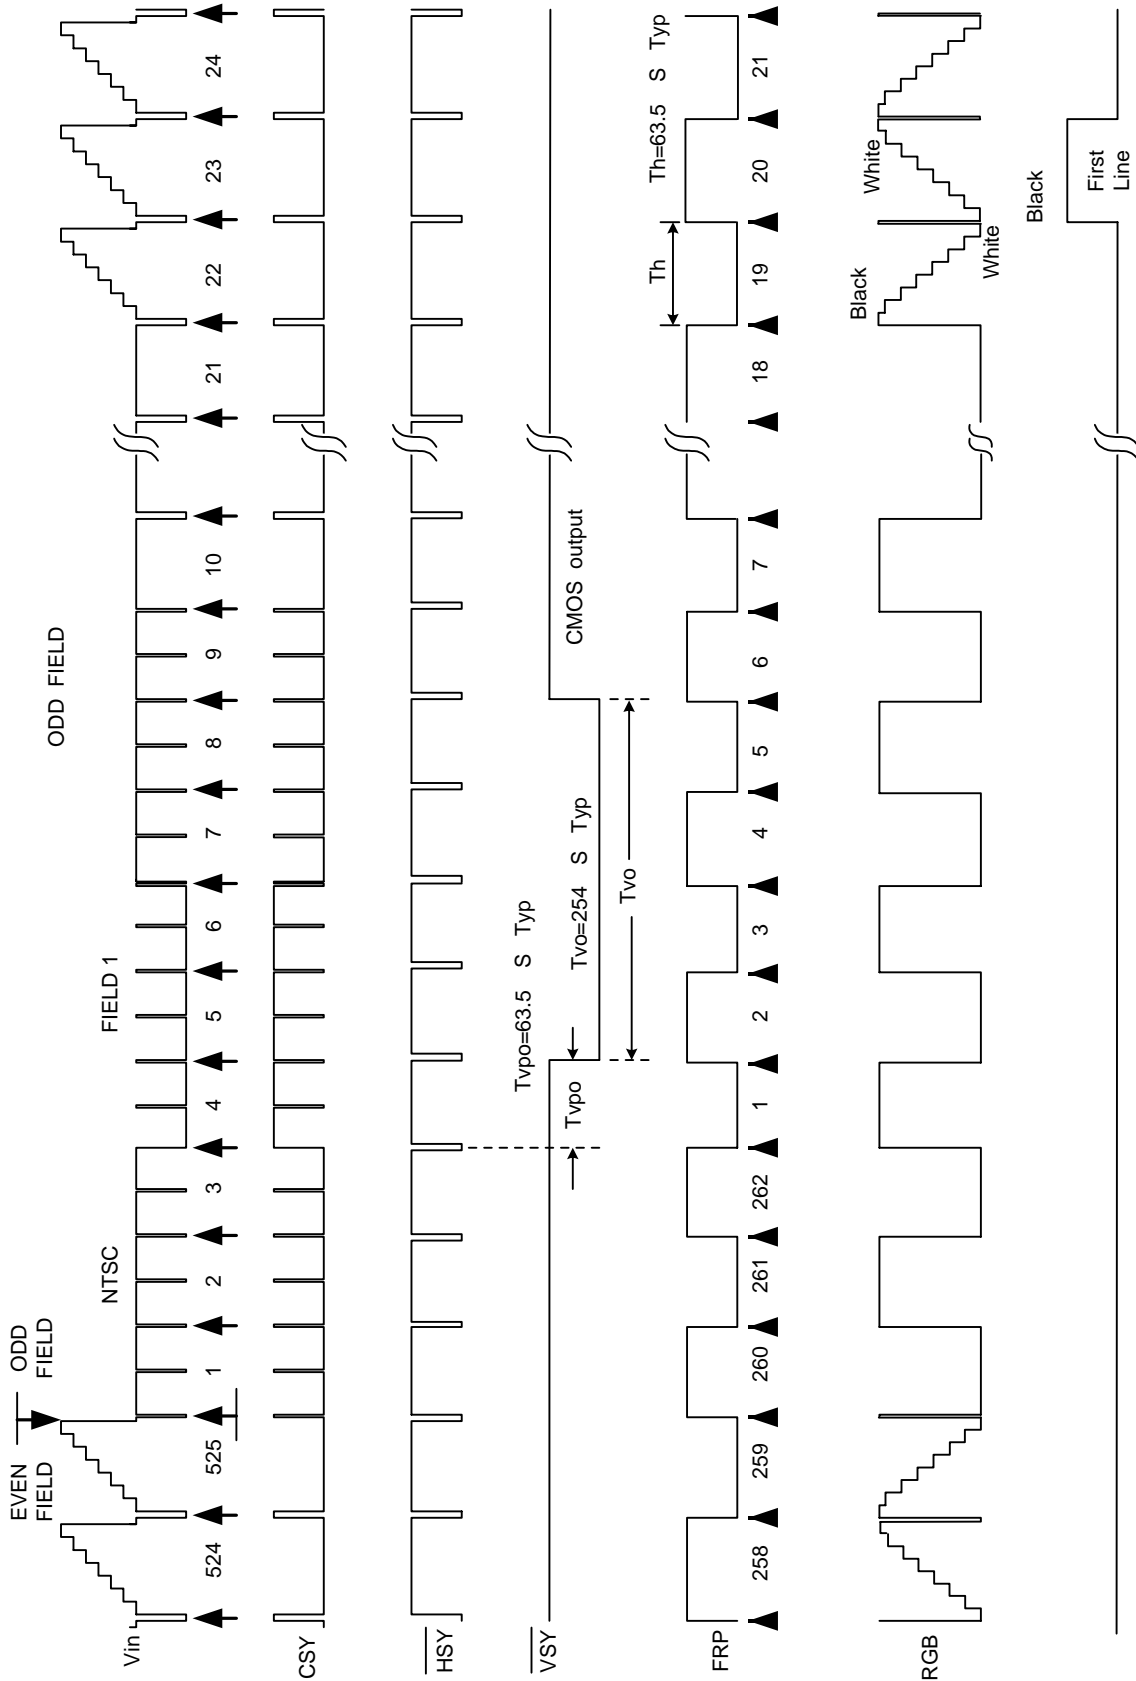 EVEN FIELD
ODD FIELD
NTSC
FIELD 1
ODD FIELD
Vin
524
525
1
2
3
4
5
6
7
8
9
10
21
22
23
24
CSY
HSY
VSY
Tvpo
Tvpo=63.5 S Typ
Tvo=254 S Typ
Tvo
CMOS output
Th
Th=63.5 S Typ
FRP
258
259
260
261
262
1
2
3
4
5
6
7
18
19
20
21
RGB
Black
White
White
Black
First
Line